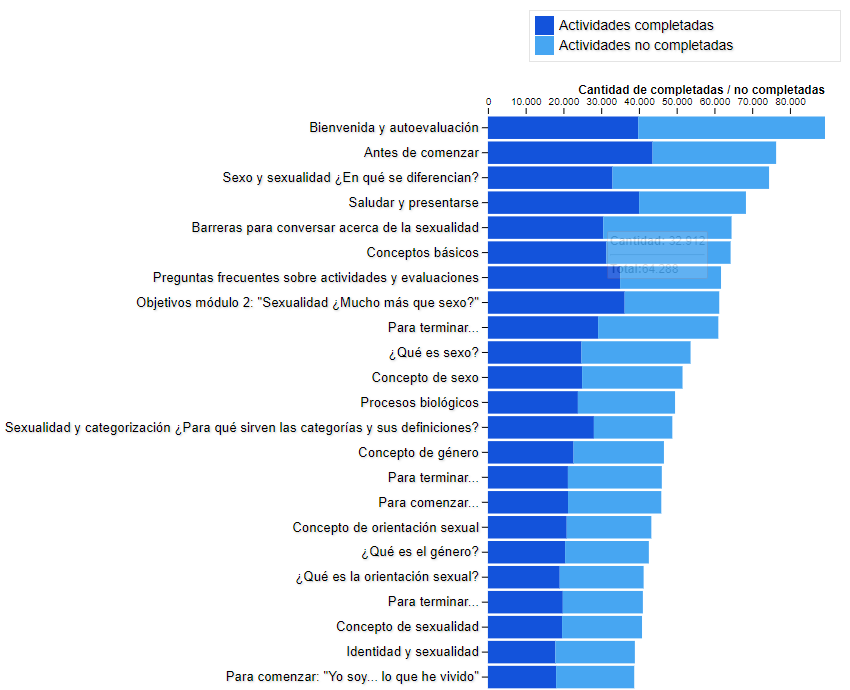 Actividades completadas
Actividades no completadas
Cantidad de completadas / no completadas
0 10.000 20.000 30.000 40.000 50.000 60.000 70.000 80.000
Bienvenida y autoevaluación
Antes de comenzar
Sexo y sexualidad ¿En qué se diferencian?
Saludar y presentarse
Barreras para conversar acerca de la sexualidad
Cantidad: 32.912
Conceptos básicos
Total:64.288
Preguntas frecuentes sobre actividades y evaluaciones
Objetivos módulo 2: "Sexualidad ¿Mucho más que sexo?"
Para terminar...
¿Qué es sexo?
Concepto de sexo
Procesos biológicos
Sexualidad y categorización ¿Para qué sirven las categorías y sus definiciones?
Concepto de género
Para terminar...
Para comenzar...
Concepto de orientación sexual
¿Qué es el género?
¿Qué es la orientación sexual?
Para terminar...
Concepto de sexualidad
Identidad y sexualidad
Para comenzar: "Yo soy... lo que he vivido"